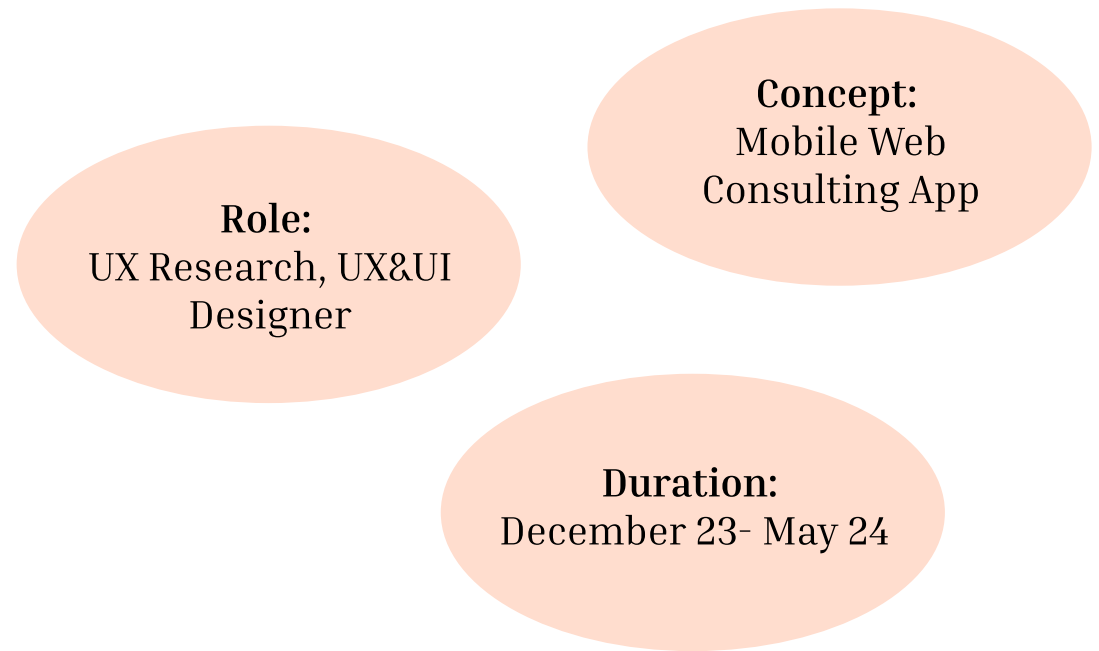 Concept:
Mobile Web
Consulting App
Role:
UX Research, UX&UI
Designer
Duration:
December 23- May 24